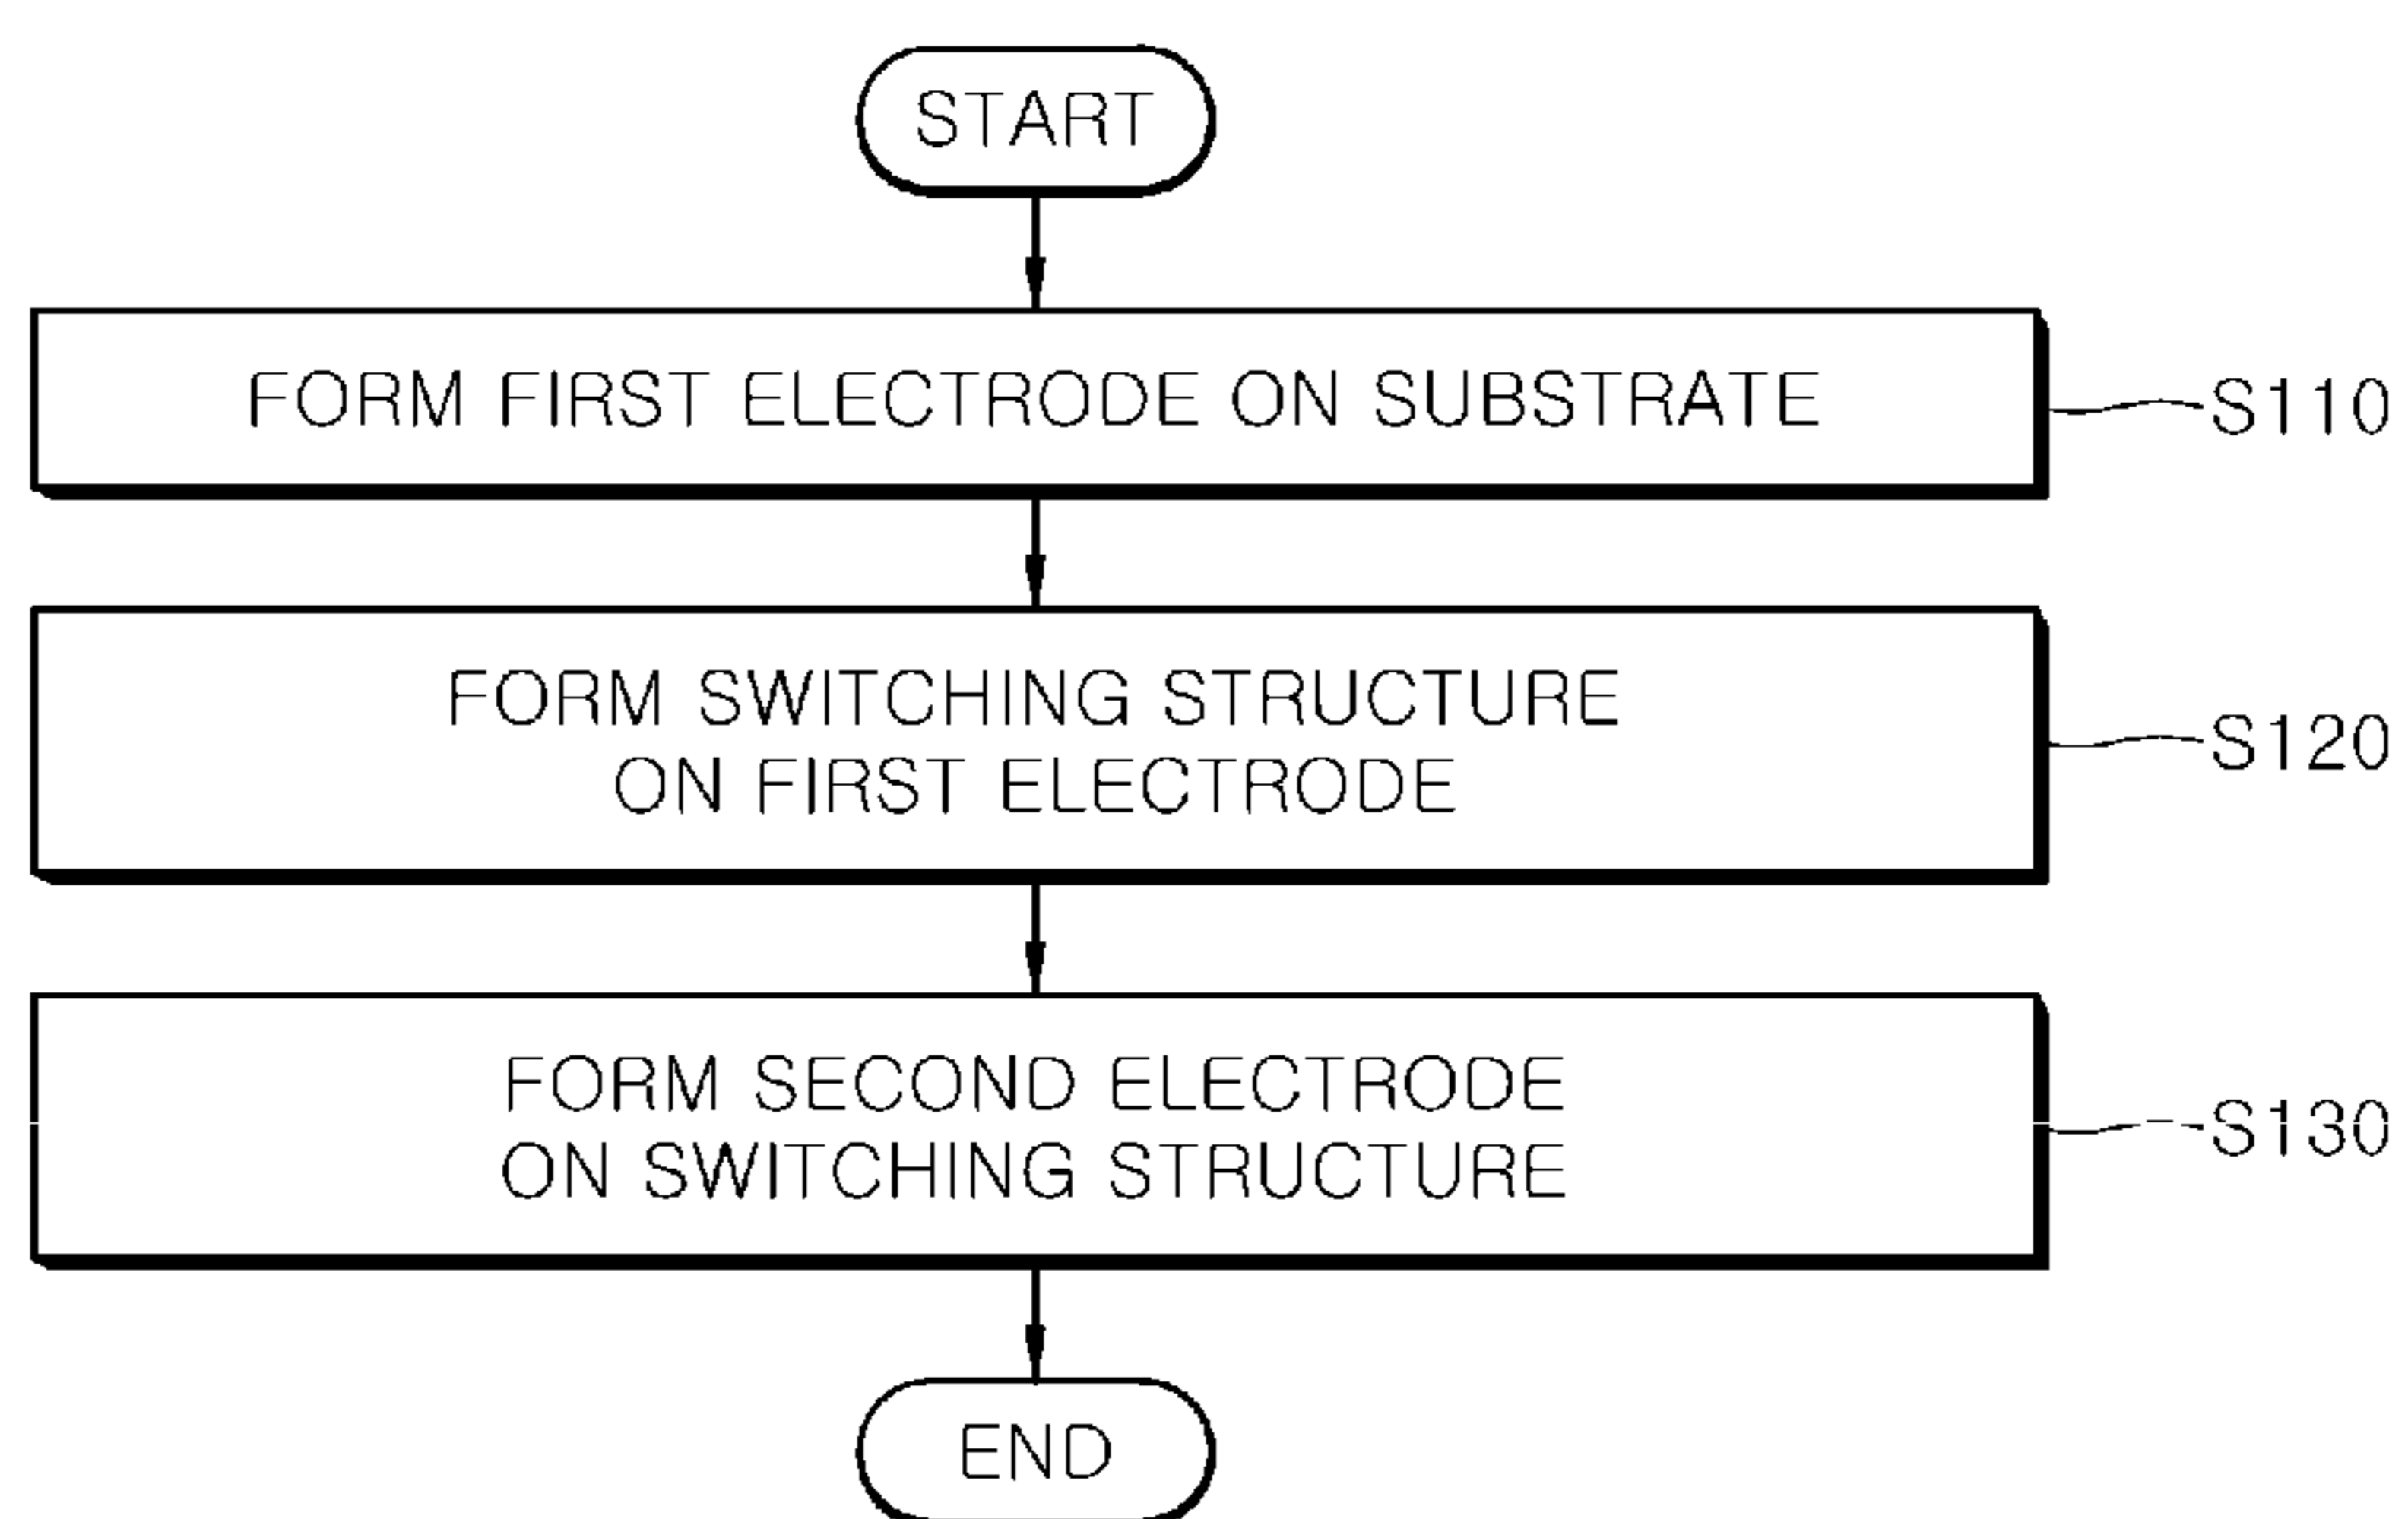 START
FORM FIRST ELECTRODE ON SUBSTRATE
S110
FORM SWITCHING STRUCTURE
ON FIRST ELECTRODE
S120
FORM SECOND ELECTRODE
ON SWITCHING STRUCTURE
S130
END